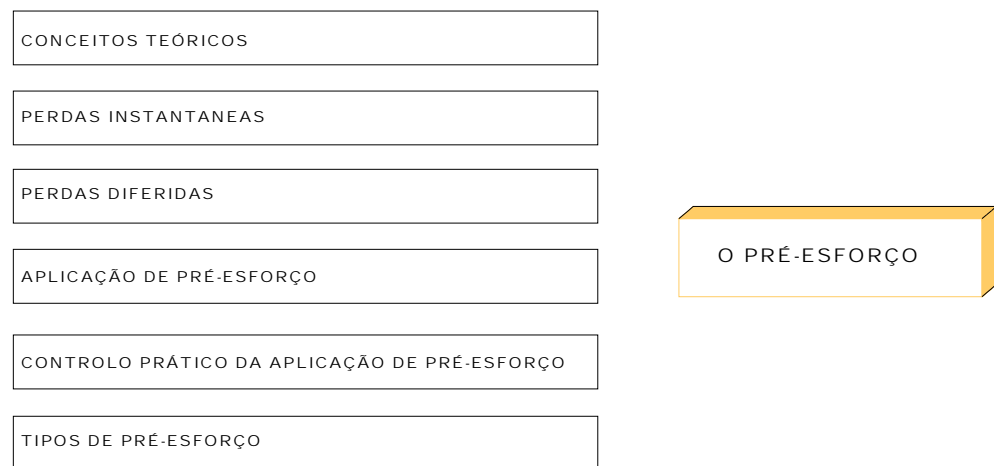 CONCEITOS TEÓRICOS
PERDAS INSTANTANEAS
PERDAS DIFERIDAS
APLICAÇÃO DE PRÉ-ESFORÇO
CONTROLO PRÁTICO DA APLICAÇÃO DE PRÉ-ESFORÇO
TIPOS DE PRÉ-ESFORÇO
O PRÉ-ESFORÇO